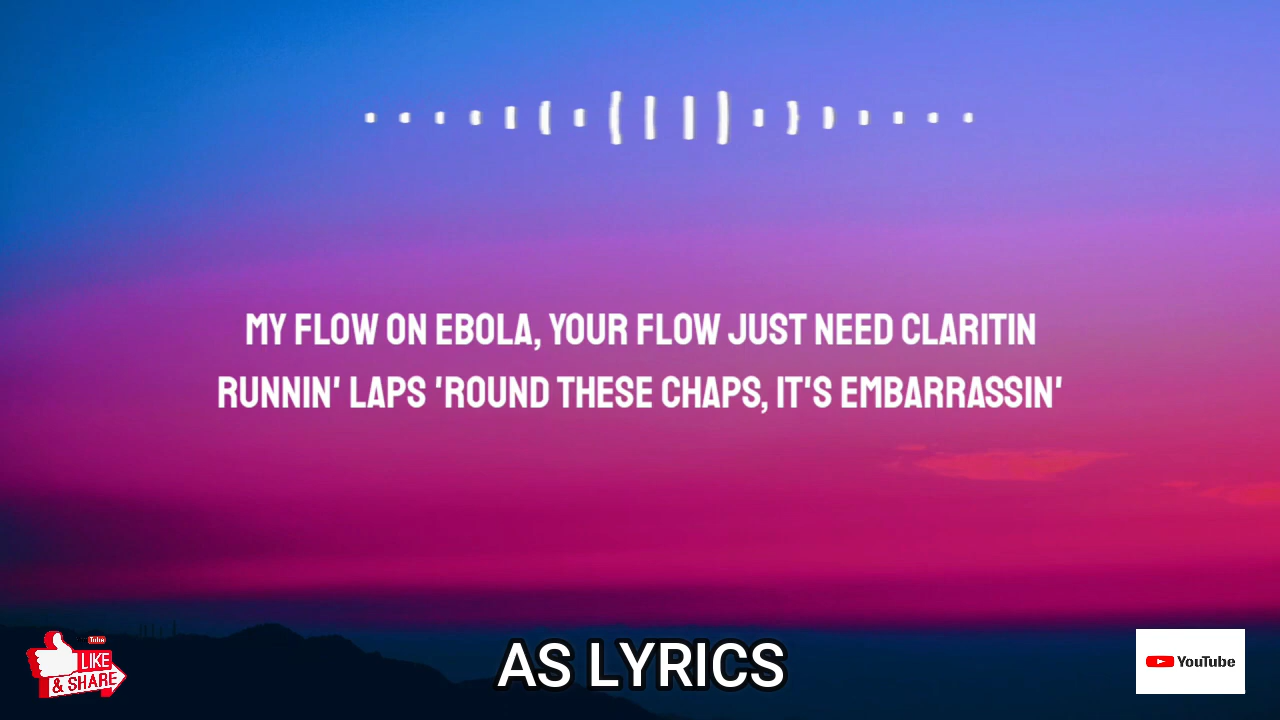 MY FLOW ON EBOLA, YOUR FLOW JUST NEED CLARITIN
RUNNIN' LAPS 'ROUND THESE CHAPS, IT'S EMBARRASSIN'
Tube
LIKE
& SHARE
AS LYRICS
YouTube